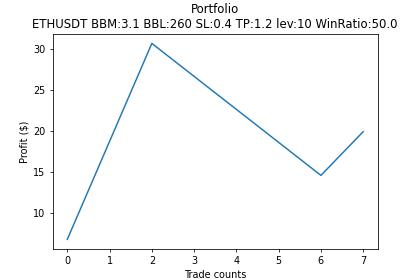 Portfolio
ETHUSDT BBM:3.1 BBL:260 SL:0.4 TP:1.2 lev:10 WinRatio:50.0
30
25
20
15
10
Profit ($)
0 1 2 3 4 5 6 7
Trade counts